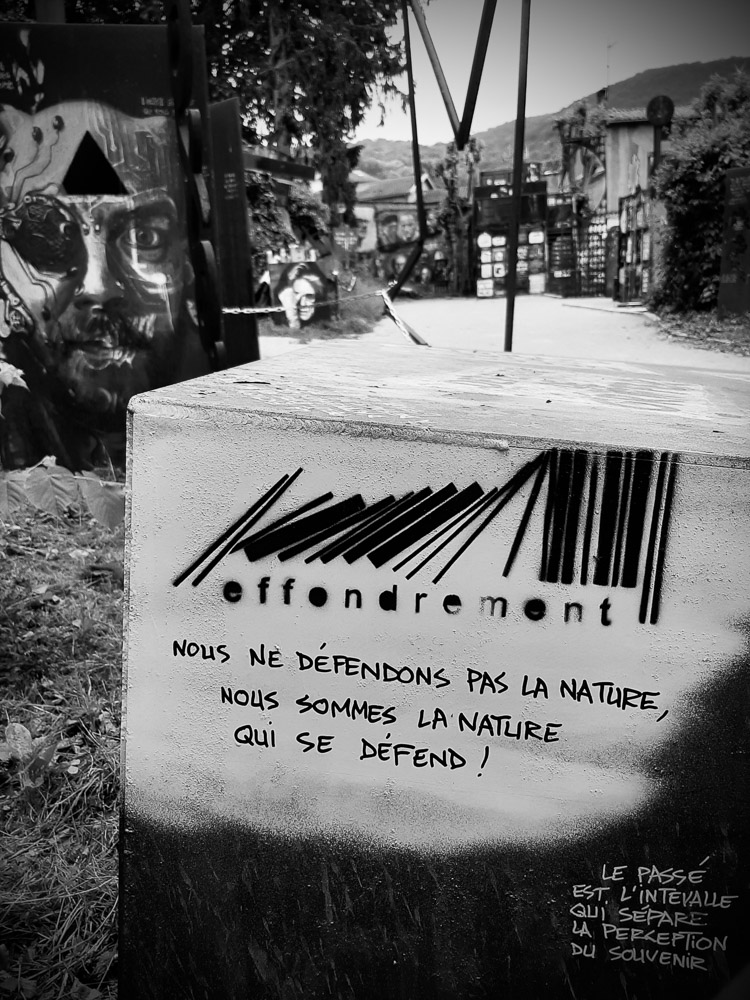 effondrement
NOUS NE DÉFENDONS PAS LA NATURE,
NOUS SOMMES LA NATURE
QUI SE DÉFEND !
LE PASSÉ
EST L'INTEVALLE
QUI SÉPARE
LA PERCEPTION
DU SOUVENIR